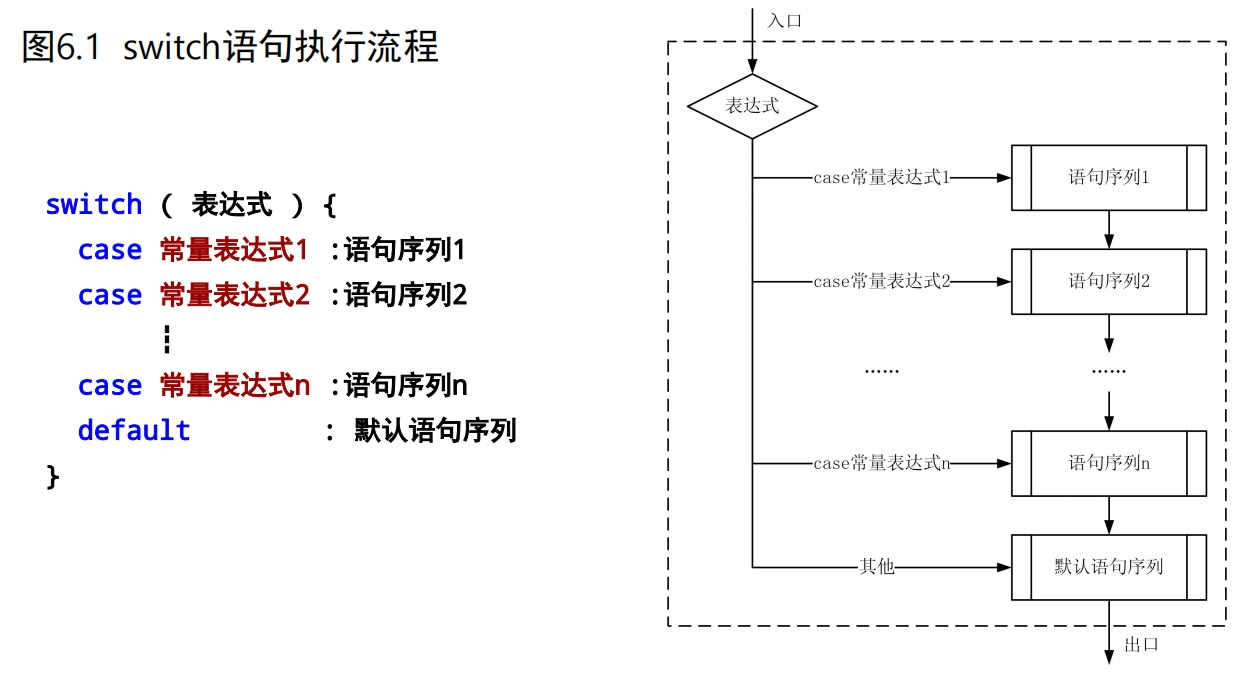 图6.1 switch语句执行流程
switch ( 表达式 ) {
case 常量表达式1 :语句序列1
case 常量表达式2 :语句序列2
┇
case 常量表达式n :语句序列n
default : 默认语句序列
}
入口
表达式
case常量表达式1
语句序列1
case常量表达式2
语句序列2
……
……
case常量表达式n
语句序列n
其他
默认语句序列
出口